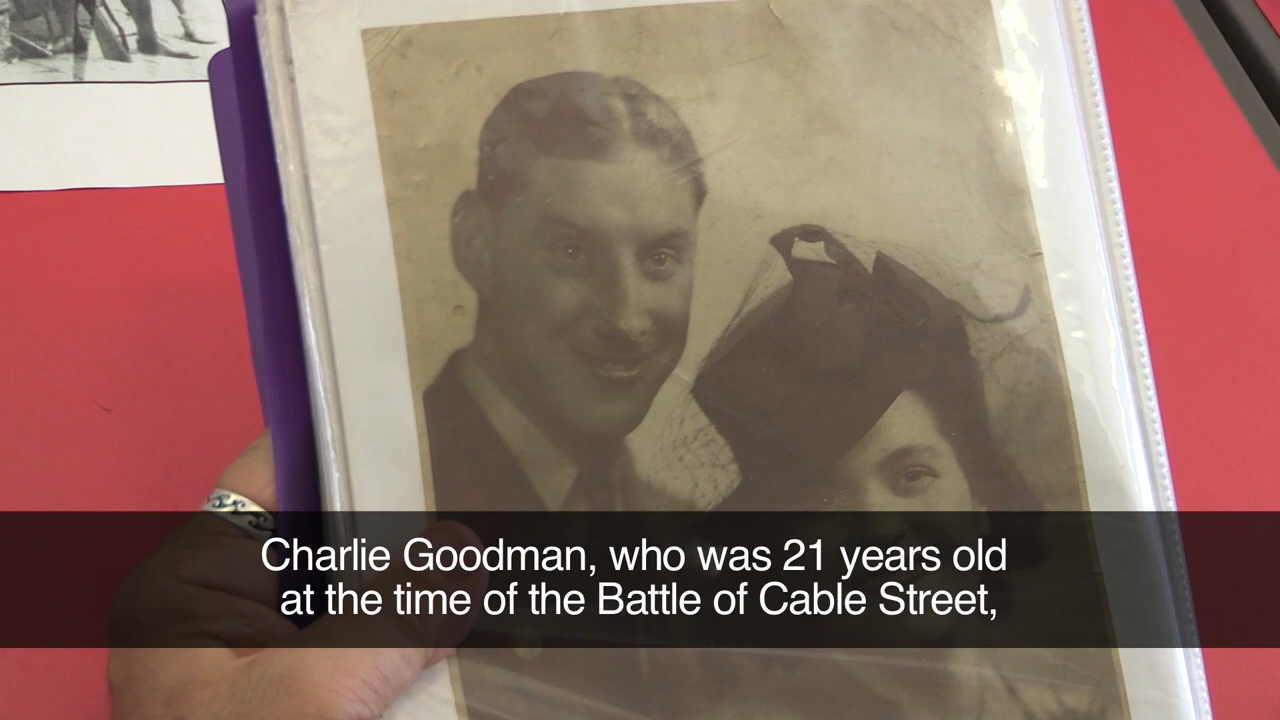 Charlie Goodman, who was 21 years old
at the time of the Battle of Cable Street,